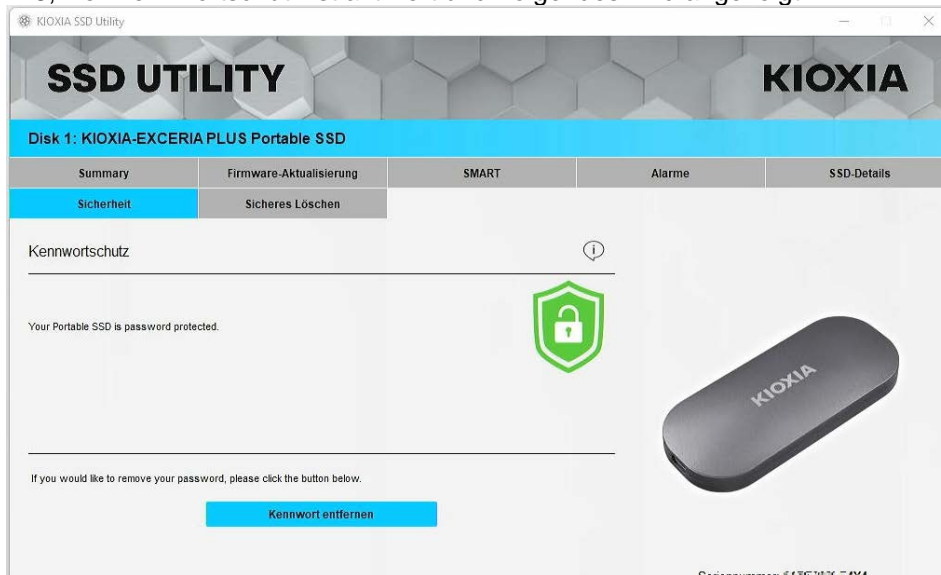 KIOXIA SSD Utility
SSD UTILITY
KIOXIA
Disk 1: KIOXIA-EXCERIA PLUS Portable SSD
Summary Firmware-Aktualisierung SMART Alarme SSD-Details
Sicherheit Sicheres Löschen
Kennwortschutz
Your Portable SSD is password protected.
KIOXIA
If you would like to remove your password, please click the button below.
Kennwort entfernen